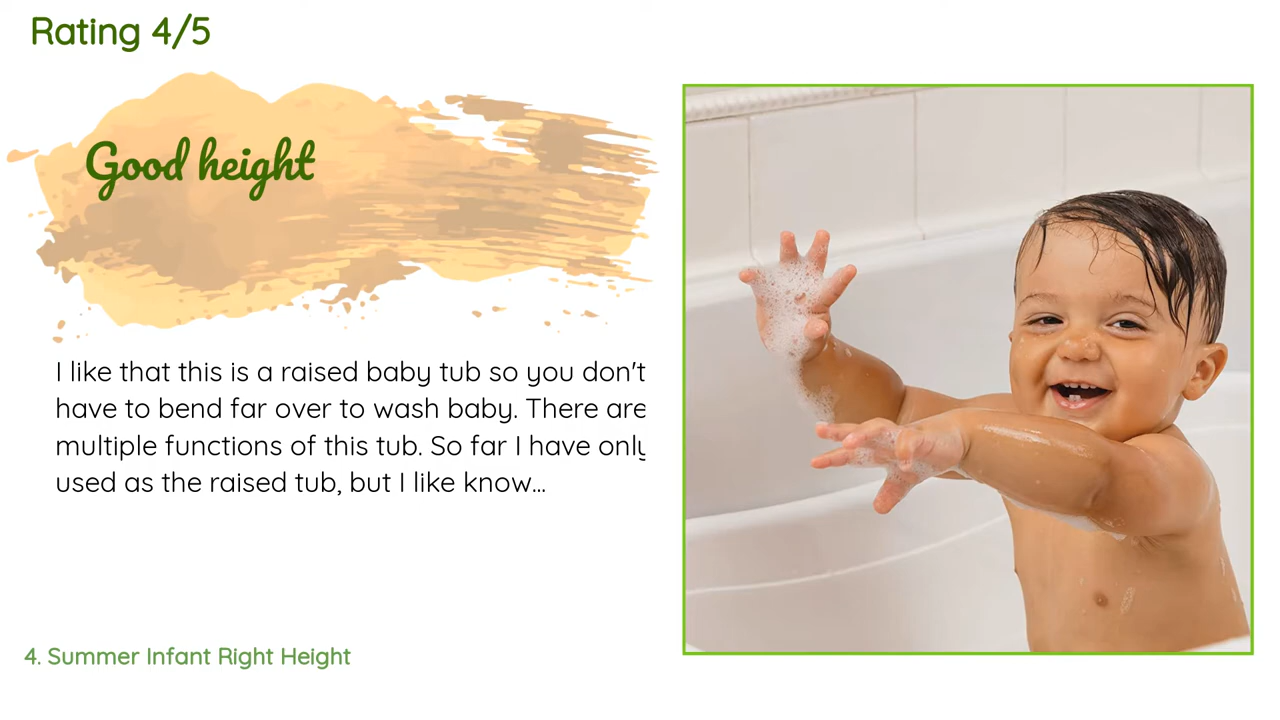 Rating 4/5
Good height
I like that this is a raised baby tub so you don't
have to bend far over to wash baby. There are
multiple functions of this tub. So far I have only
used as the raised tub, but I like know...
4. Summer Infant Right Height